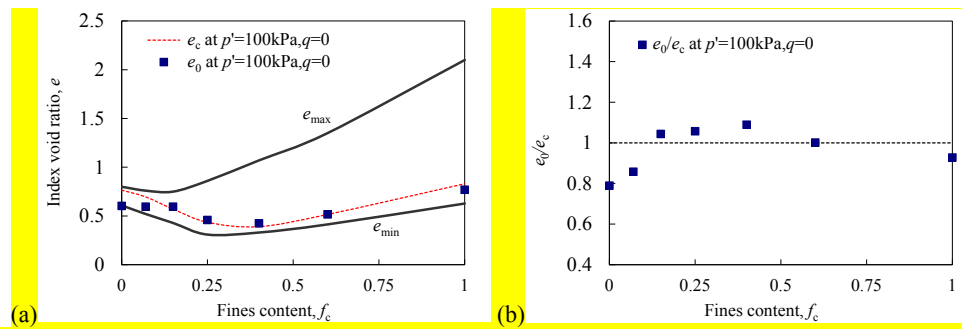 2.5
2
1.5
1
0.5
0
0
0.25
0.5
0.75
1
Index void ratio, e
Fines content, fc
ec at p'=100kPa,q=0
e0 at p'=100kPa,q=0
emax
emin
(a)
1.6
1.4
1.2
1
0.8
0.6
0.4
0
0.25
0.5
0.75
1
e0/ec
Fines content, fc
e0/ec at p'=100kPa,q=0
(b)